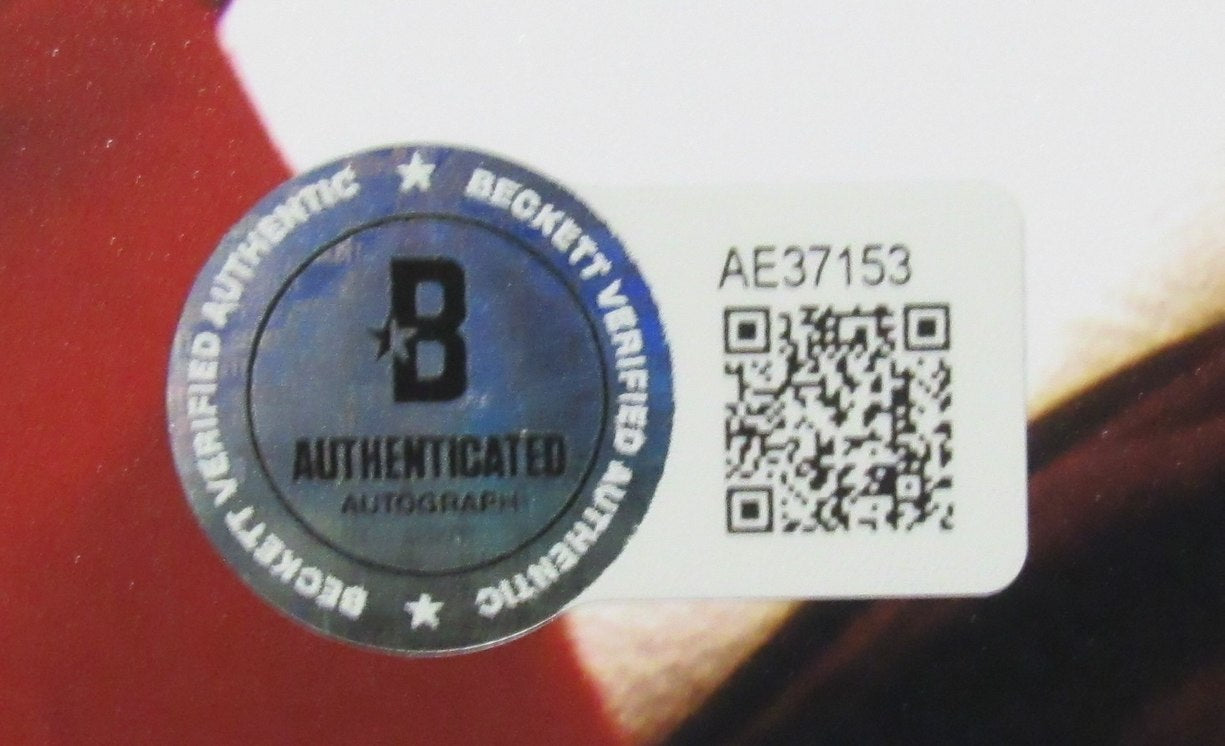 BECKETT VERIFIED AUTHENTIC ★ BECKETT VERIFIED AUTHENTIC ★
B
AUTHENTICATED
AUTOGRAPH
AE37153